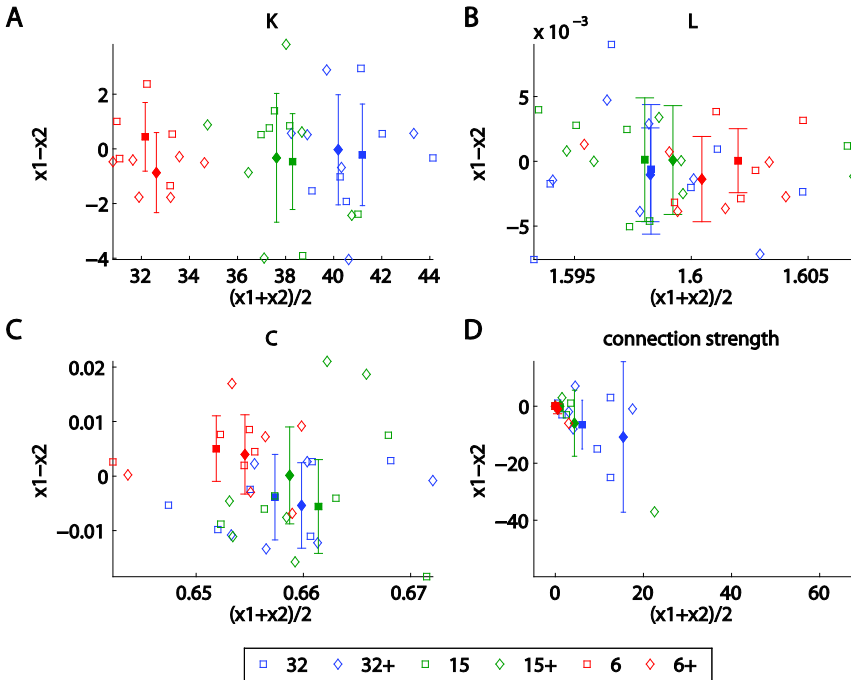 A
K
x1−x2
2
0
−2
−4
32 34 36 38 40 42 44
(x1+x2)/2
B
x 10 −3
L
x1−x2
5
0
−5
1.595 1.6 1.605
(x1+x2)/2
C
C
x1−x2
0.02
0.01
0
−0.01
0.65 0.66 0.67
(x1+x2)/2
D
connection strength
x1−x2
0
−20
−40
0 20 40 60
(x1+x2)/2
32 32+ 15 15+ 6 6+